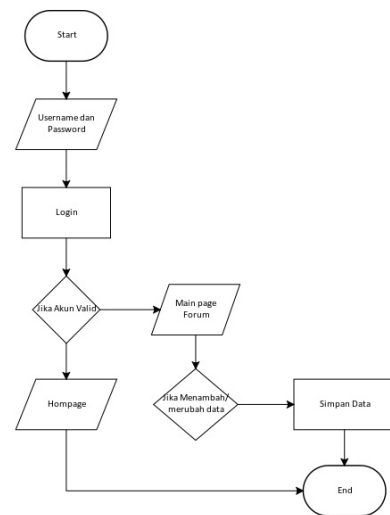 Start
Username dan
Password
Login
Jika Akun Valid
Main page
Forum
Hompage
Jika Menambah/
merubah data
Simpan Data
End